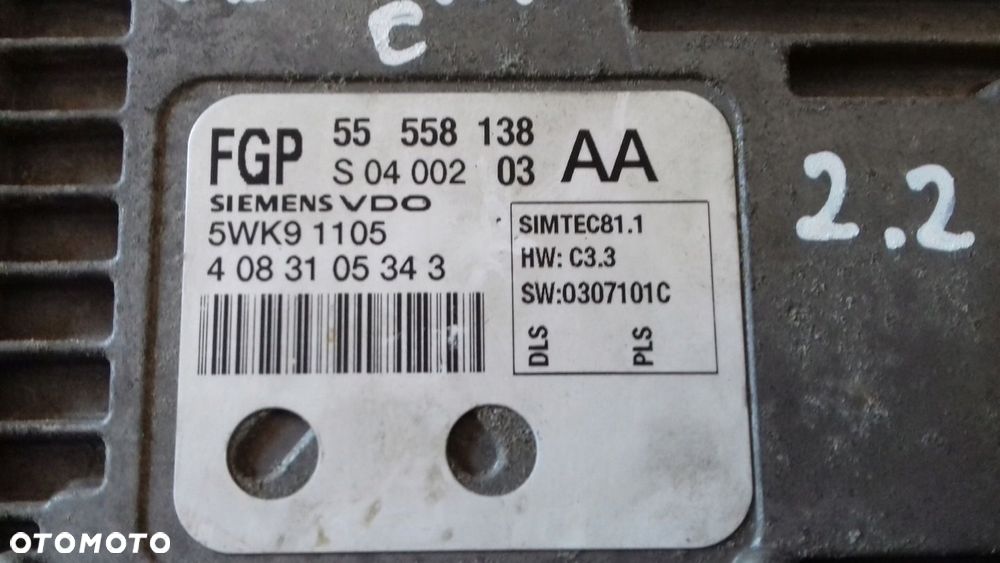 C
FGP 55 558 138 AA
S 04 002 03
SIEMENS VDO
5WK9 1105
4 08 31 05 34 3
SIMTEC81.1
HW: C3.3
SW:0307101C
DLS PLS
2.2
OTOMOTO